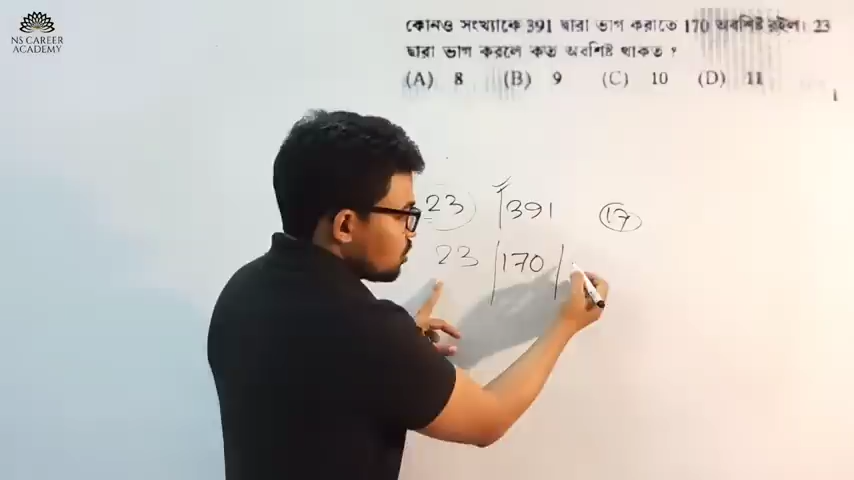 NS CAREER
ACADEMY
কোনও সংখ্যাকে 391 দ্বারা ভাগ করাতে 170 অবশিষ্ট রইল। 23
দ্বারা ভাগ করলে কত অবশিষ্ট থাকত ?
(A) 8 (B) 9 (C) 10 (D) 11
1
23 391 17
23 170